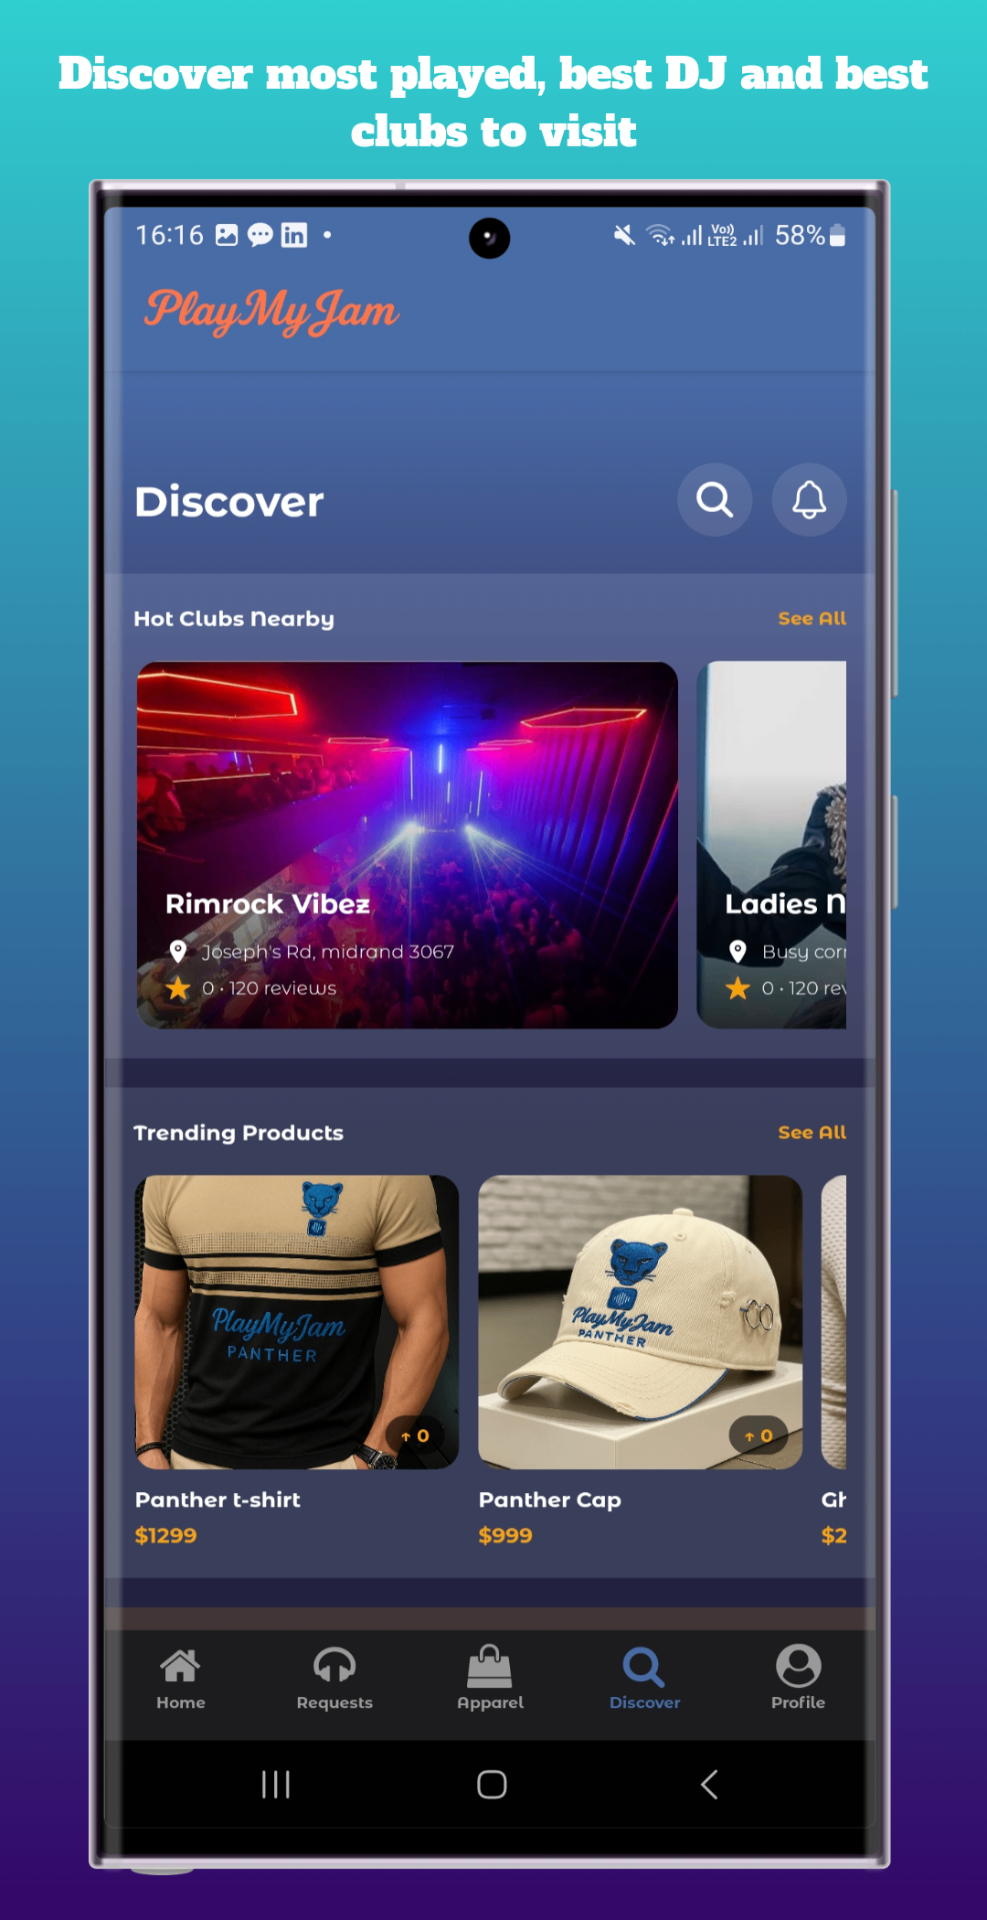 Discover most played, best DJ and best
clubs to visit
16:16
Vo))
LTE2
58%
PlayMyJam
Discover
Hot Clubs Nearby
See All
Rimrock Vibez
Joseph's Rd, midrand 3067
0 · 120 reviews
Ladies N
Busy corr
0 · 120 rev
Trending Products
See All
PlayMyJam
PANTHER
↑ 0
PlayMyJam
PANTHER
↑ 0
Panther t-shirt
$1299
Panther Cap
$999
Gh
$2
Home
Requests
Apparel
Discover
Profile